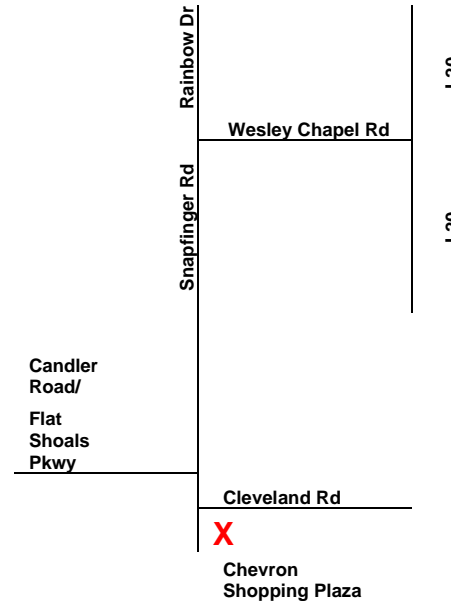 Rainbow Dr
Wesley Chapel Rd
Snapfinger Rd
Candler
Road/
Flat
Shoals
Pkwy
Cleveland Rd
X
Chevron
Shopping Plaza